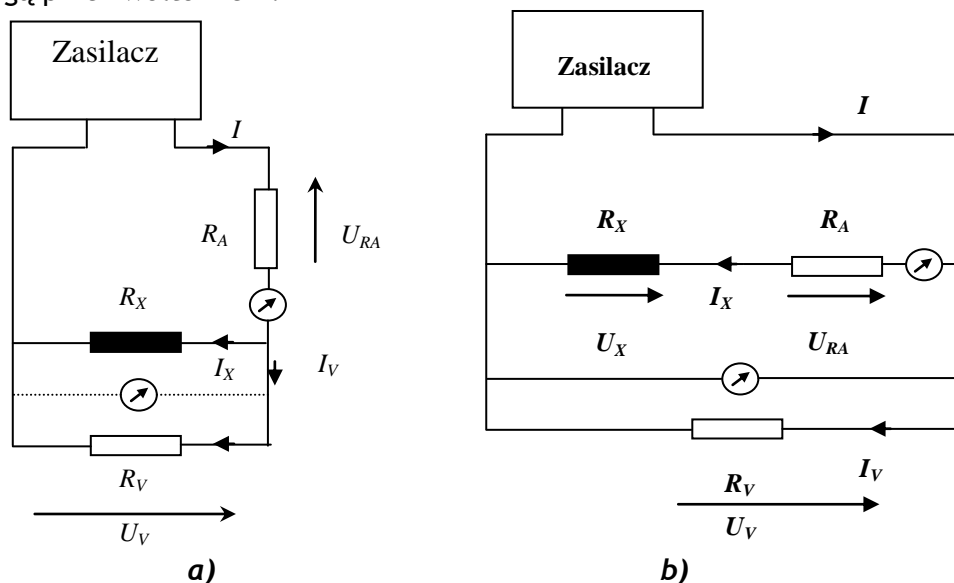 Zasilacz
I
R_A
U_RA
R_X
I_X
I_V
R_V
U_V
a)
Zasilacz
I
R_X
R_A
I_X
U_X
U_RA
I_V
R_V
U_V
b)